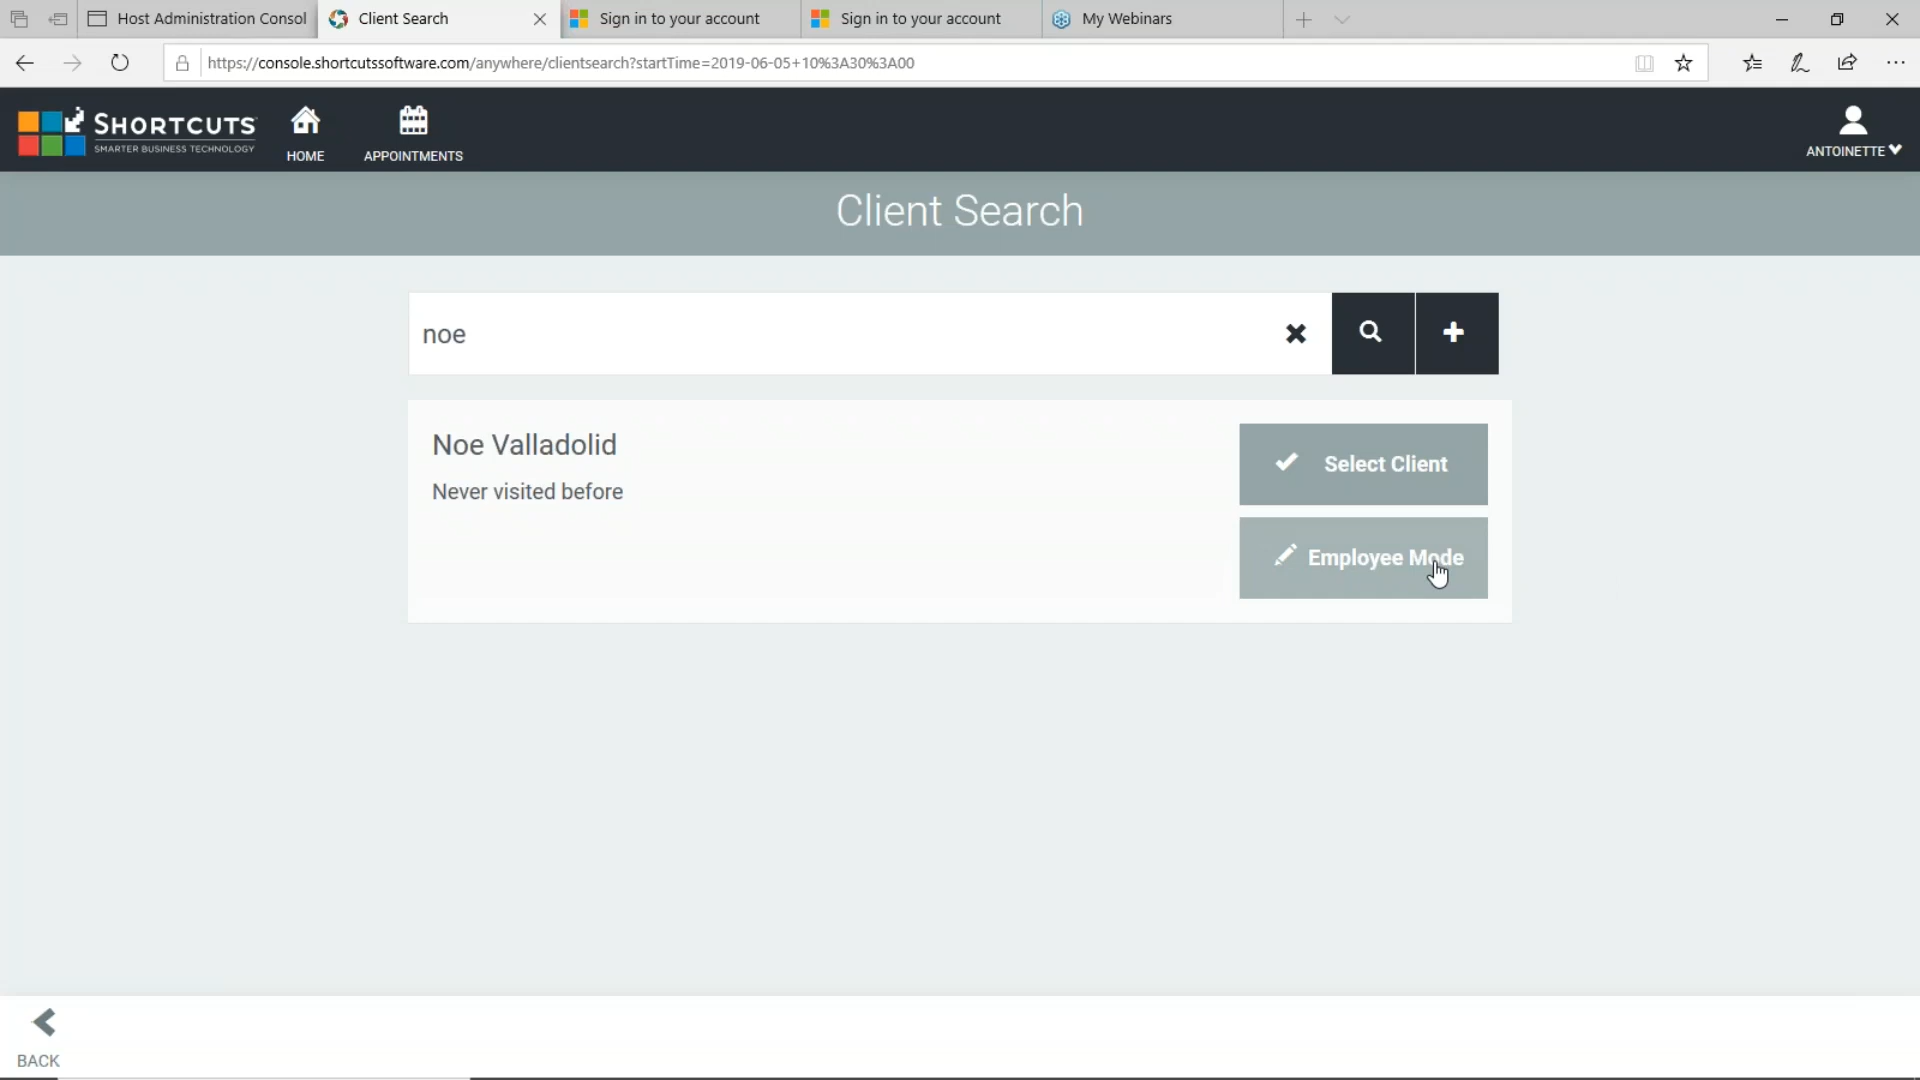 Host Administration Consol
Client Search
Sign in to your account
Sign in to your account
My Webinars
https://console.shortcutssoftware.com/anywhere/clientsearch?startTime=2019-06-05+10%3A30%3A00
SHORTCUTS
SMARTER BUSINESS TECHNOLOGY
HOME
APPOINTMENTS
ANTOINETTE
Client Search
noe
Noe Valladolid
Never visited before
Select Client
Employee Mode
BACK